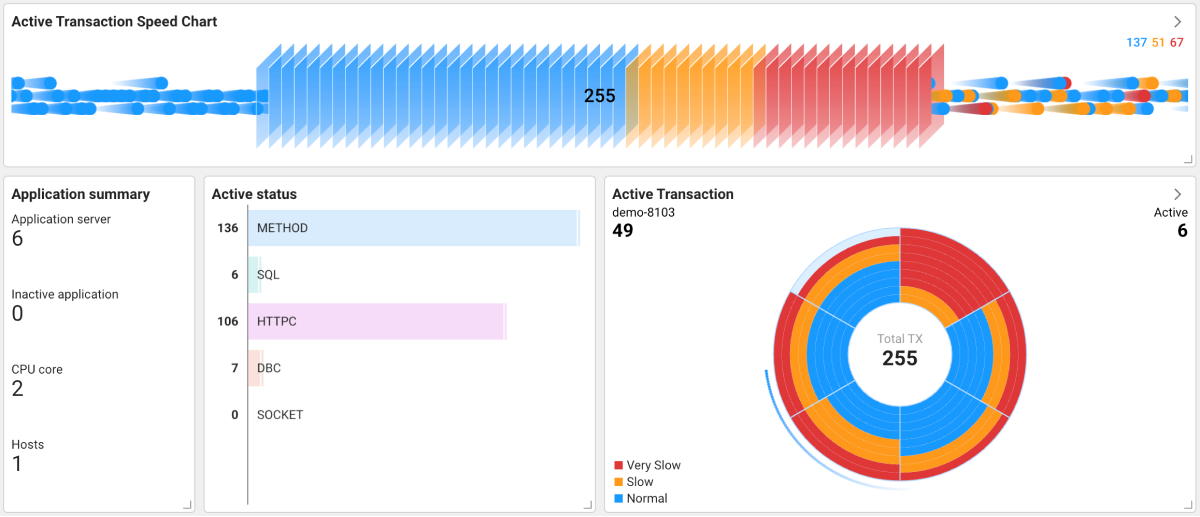 Active Transaction Speed Chart
137 51 67
255
Application summary
Application server
6
Inactive application
0
CPU core
2
Hosts
1
Active status
136 METHOD
6 SQL
106 HTTPC
7 DBC
0 SOCKET
Active Transaction
demo-8103 Active
49 6
Total TX
255
Very Slow
Slow
Normal